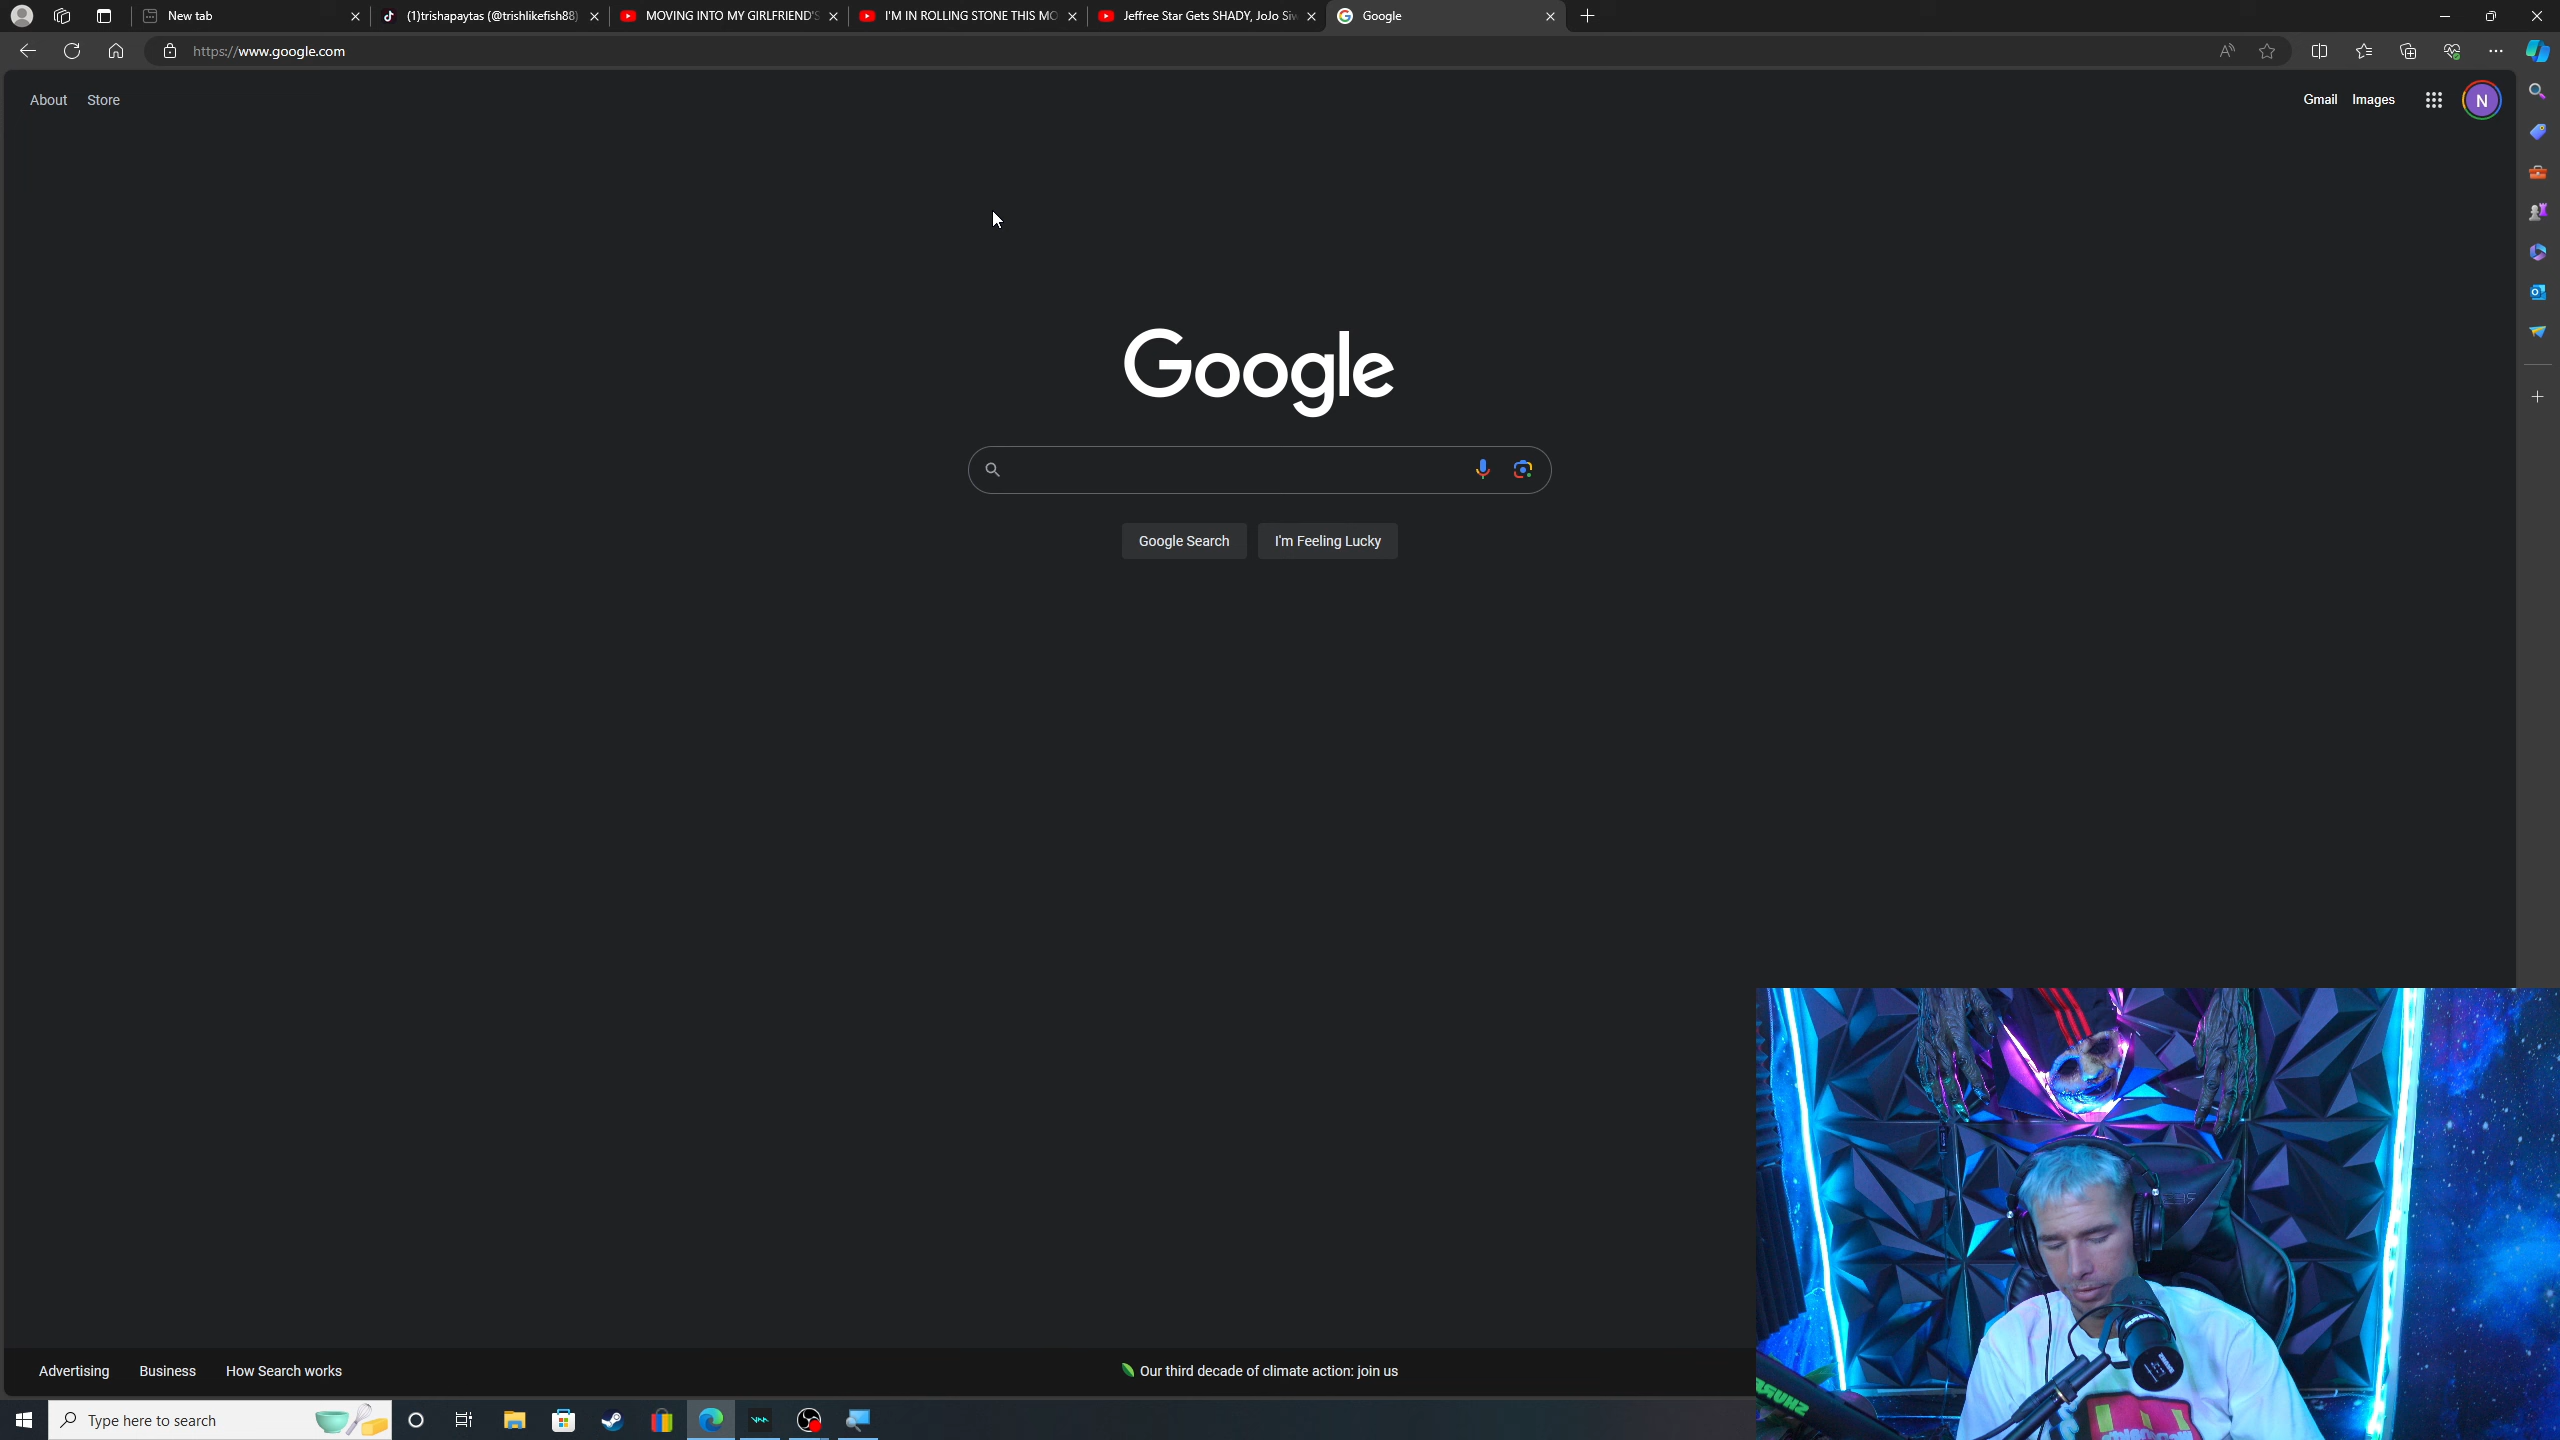 New tab
(1)trishapaytas (@trishlikefish88)
MOVING INTO MY GIRLFRIEND'S
I'M IN ROLLING STONE THIS MO
Jeffree Star Gets SHADY, JoJo Siw
Google
https://www.google.com
About Store
Gmail Images
N
Google
Google Search
I'm Feeling Lucky
Advertising Business How Search works
Our third decade of climate action: join us
Type here to search